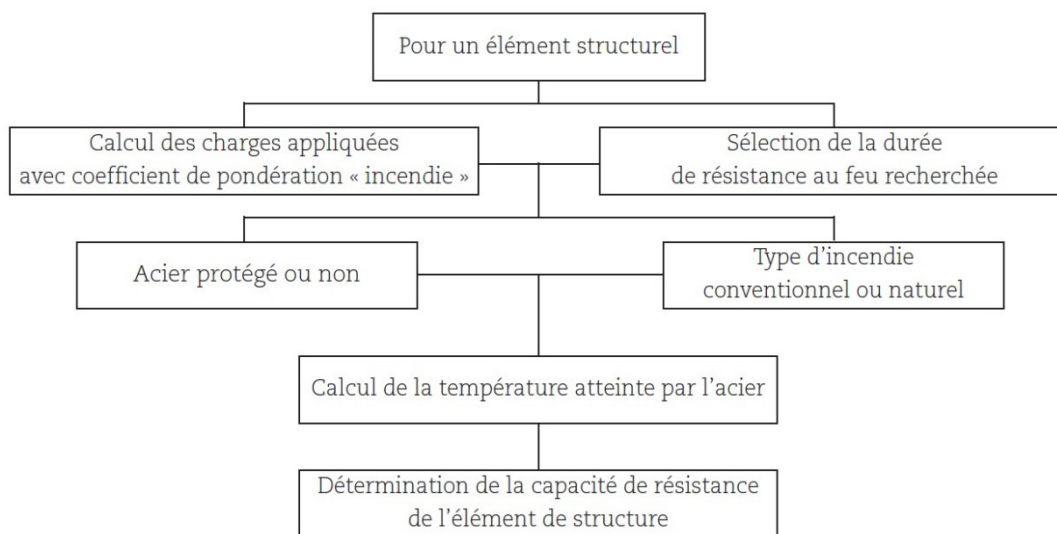 Pour un élément structurel
Calcul des charges appliquées
avec coefficient de pondération « incendie »
Sélection de la durée
de résistance au feu recherchée
Acier protégé ou non
Type d’incendie
conventionnel ou naturel
Calcul de la température atteinte par l’acier
Détermination de la capacité de résistance
de l’élément de structure